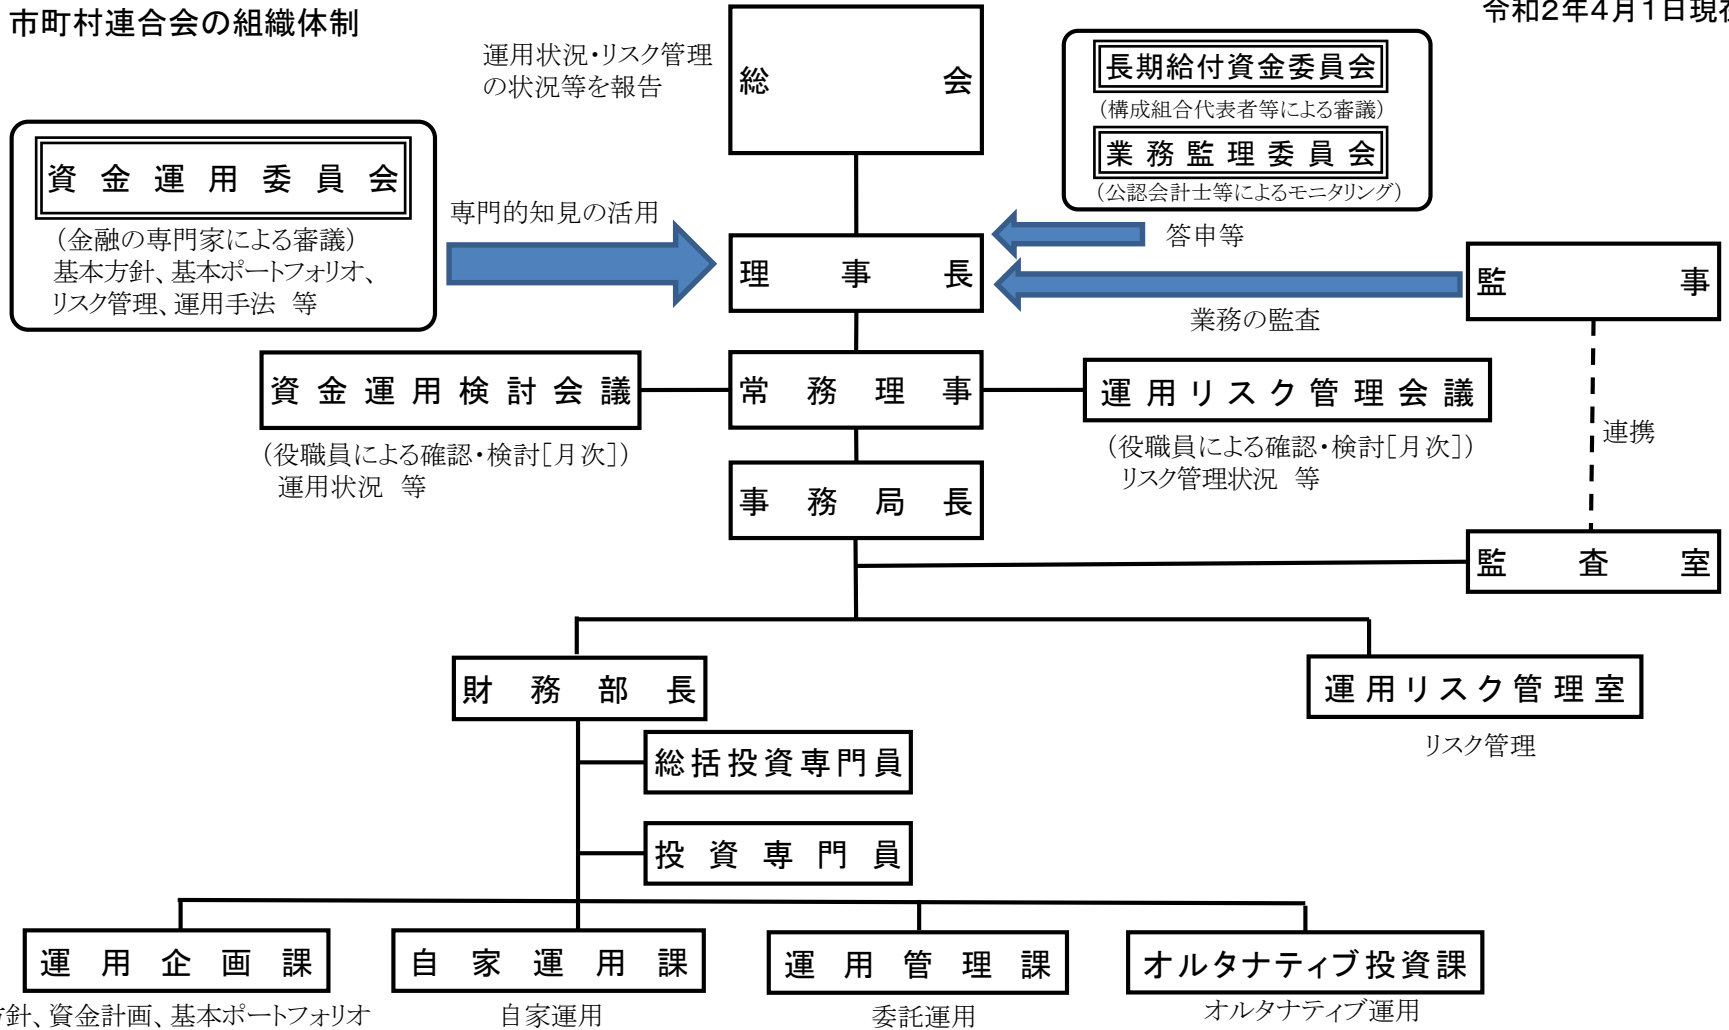 市町村連合会の組織体制
令和2年4月1日現在
運用状況・リスク管理
の状況等を報告
総会
長期給付資金委員会
（構成組合代表者等による審議）
業務監理委員会
（公認会計士等によるモニタリング）
資金運用委員会
（金融の専門家による審議）
基本方針、基本ポートフォリオ、
リスク管理、運用手法　等
専門的知見の活用
答申等
理事長
監事
業務の監査
資金運用検討会議
常務理事
運用リスク管理会議
（役職員による確認・検討［月次］）
運用状況　等
（役職員による確認・検討［月次］）
リスク管理状況　等
連携
事務局長
監査室
財務部長
運用リスク管理室
リスク管理
総括投資専門員
投資専門員
運用企画課
自家運用課
運用管理課
オルタナティブ投資課
方針、資金計画、基本ポートフォリオ
自家運用
委託運用
オルタナティブ運用